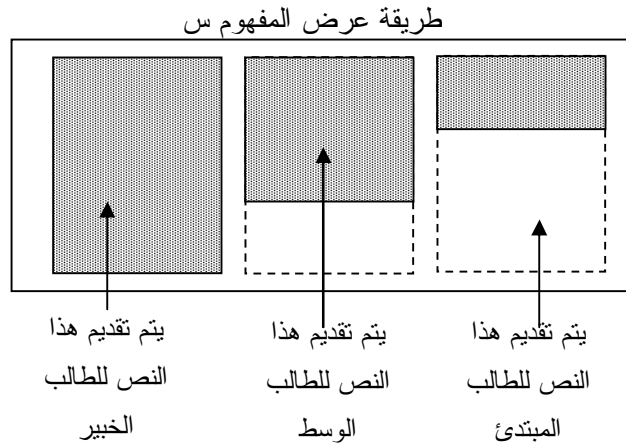 طريقة عرض المفهوم س
يتم تقديم هذا
النص للطالب
المبتدئ
يتم تقديم هذا
النص للطالب
الوسط
يتم تقديم هذا
النص للطالب
الخبير